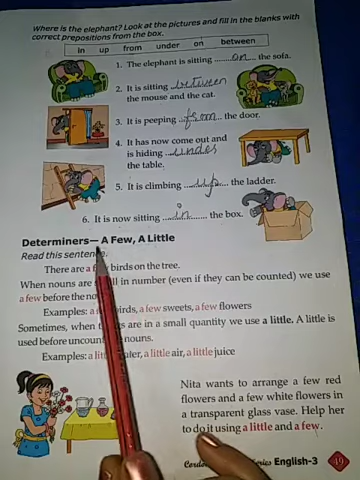 Where is the elephant? Look at the pictures and fill in the blanks with
correct prepositions from the box.
in up from under on between
1. The elephant is sitting ........on.... the sofa.
2. It is sitting ..between
the mouse and the cat.
3. It is peeping ...from.... the door.
4. It has now come out and
is hiding ...under
the table.
5. It is climbing ....up.... the ladder.
6. It is now sitting ....in........ the box.
Determiners— A Few, A Little
Read this sentence.
There are a few birds on the tree.
When nouns are small in number (even if they can be counted) we use
a few before the nouns.
Examples: a few birds, a few sweets, a few flowers
Sometimes, when things are in a small quantity we use a little. A little is
used before uncountable nouns.
Examples: a little water, a little air, a little juice
Nita wants to arrange a few red
flowers and a few white flowers in
a transparent glass vase. Help her
to do it using a little and a few.
English-3 49